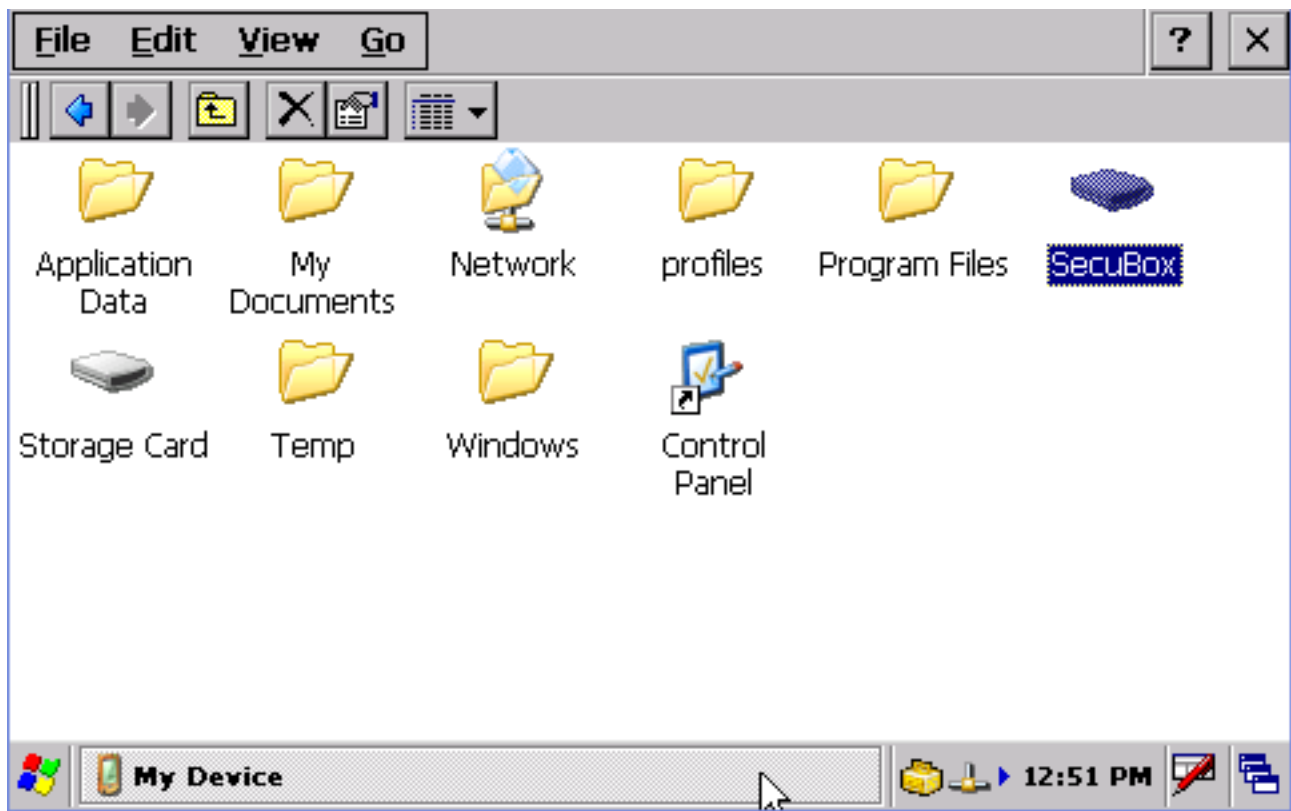 File Edit View Go ? ×
Application Data
My Documents
Network
profiles
Program Files
SecuBox
Storage Card
Temp
Windows
Control Panel
My Device 12:51 PM